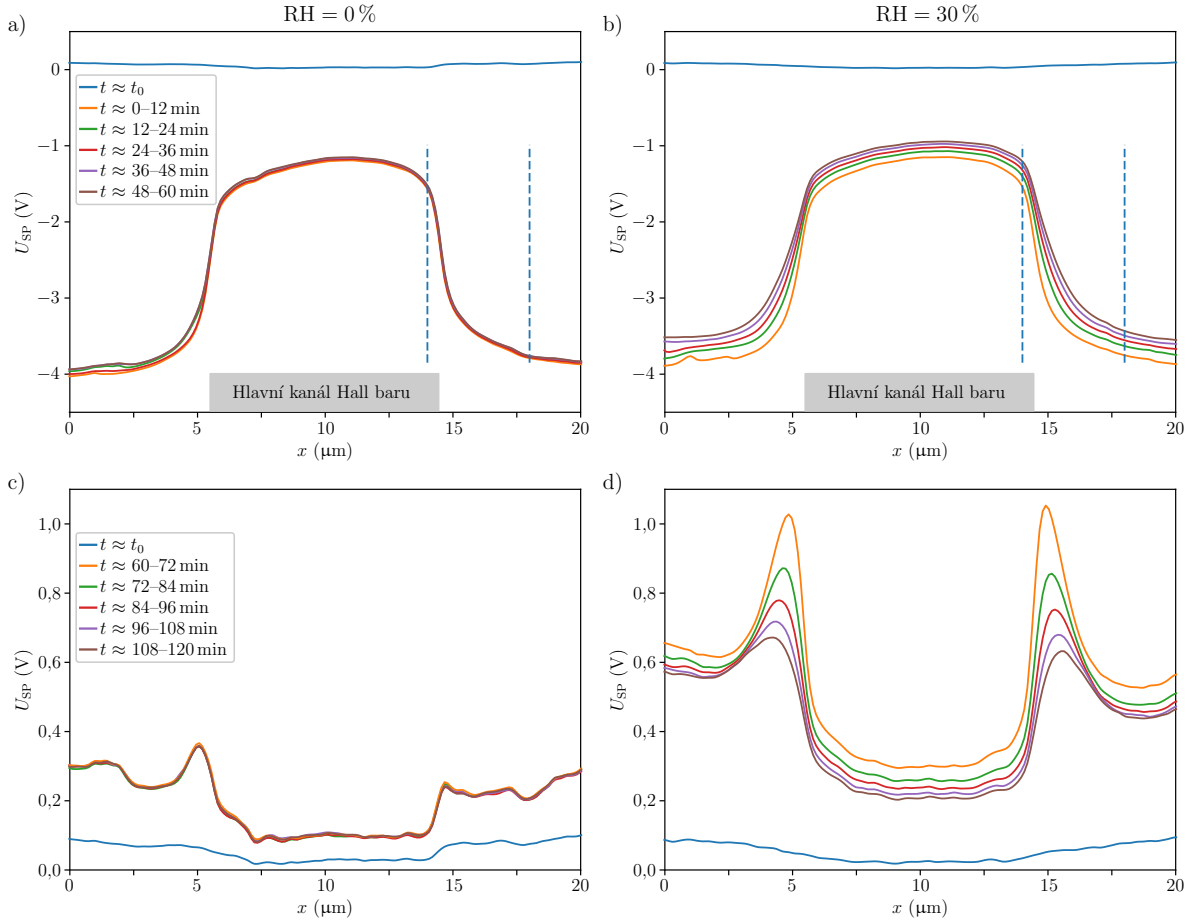 RH = 0 %
RH = 30 %
a)
b)
0
−1
−2
−3
−4
U_SP (V)
t ≈ t₀
t ≈ 0–12 min
t ≈ 12–24 min
t ≈ 24–36 min
t ≈ 36–48 min
t ≈ 48–60 min
Hlavní kanál Hall baru
0 5 10 15 20
x (μm)
0
−1
−2
−3
−4
U_SP (V)
Hlavní kanál Hall baru
0 5 10 15 20
x (μm)
c)
d)
1,0
0,8
0,6
0,4
0,2
0,0
U_SP (V)
t ≈ t₀
t ≈ 60–72 min
t ≈ 72–84 min
t ≈ 84–96 min
t ≈ 96–108 min
t ≈ 108–120 min
0 5 10 15 20
x (μm)
1,0
0,8
0,6
0,4
0,2
0,0
U_SP (V)
0 5 10 15 20
x (μm)